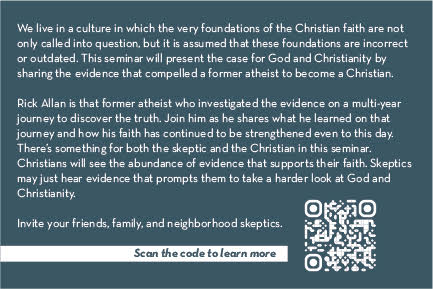 We live in a culture in which the very foundations of the Christian faith are not
only called into question, but it is assumed that these foundations are incorrect
or outdated. This seminar will present the case for God and Christianity by
sharing the evidence that compelled a former atheist to become a Christian.
Rick Allan is that former atheist who investigated the evidence on a multi-year
journey to discover the truth. Join him as he shares what he learned on that
journey and how his faith has continued to be strengthened even to this day.
There's something for both the skeptic and the Christian in this seminar.
Christians will see the abundance of evidence that supports their faith. Skeptics
may just hear evidence that prompts them to take a harder look at God and
Christianity.
Invite your friends, family, and neighborhood skeptics.
Scan the code to learn more